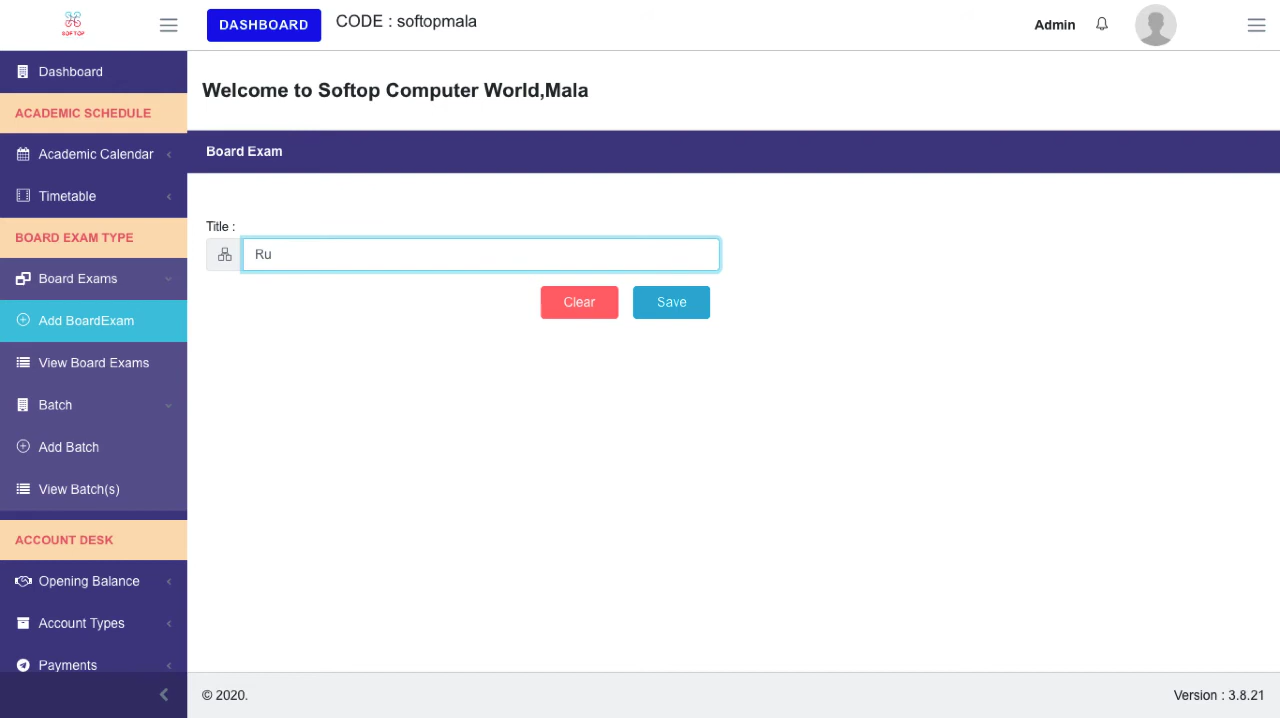 SOFTOP
DASHBOARD
CODE : softopmala
Admin
Dashboard
ACADEMIC SCHEDULE
Academic Calendar
Timetable
BOARD EXAM TYPE
Board Exams
Add BoardExam
View Board Exams
Batch
Add Batch
View Batch(s)
ACCOUNT DESK
Opening Balance
Account Types
Payments
Welcome to Softop Computer World,Mala
Board Exam
Title :
Ru
Clear
Save
© 2020.
Version : 3.8.21